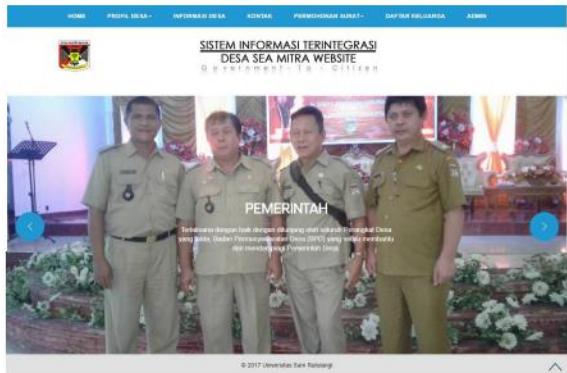 HOME PROFIL DESA INFORMASI DESA KONTAK PERMOHONAN SURAT DAFTAR KELUARGA ADMIN
SISTEM INFORMASI TERINTEGRASI
DESA SEA MITRA WEBSITE
Government - To - Citizen
PEMERINTAH
Terlaksana dengan baik dengan ditunjang oleh seluruh Perangkat Desa
yang ada, Badan Permusyawaratan Desa (BPD) yang selalu membantu
dan mendampingi Pemerintah Desa
© 2017 Universitas Sam Ratulangi